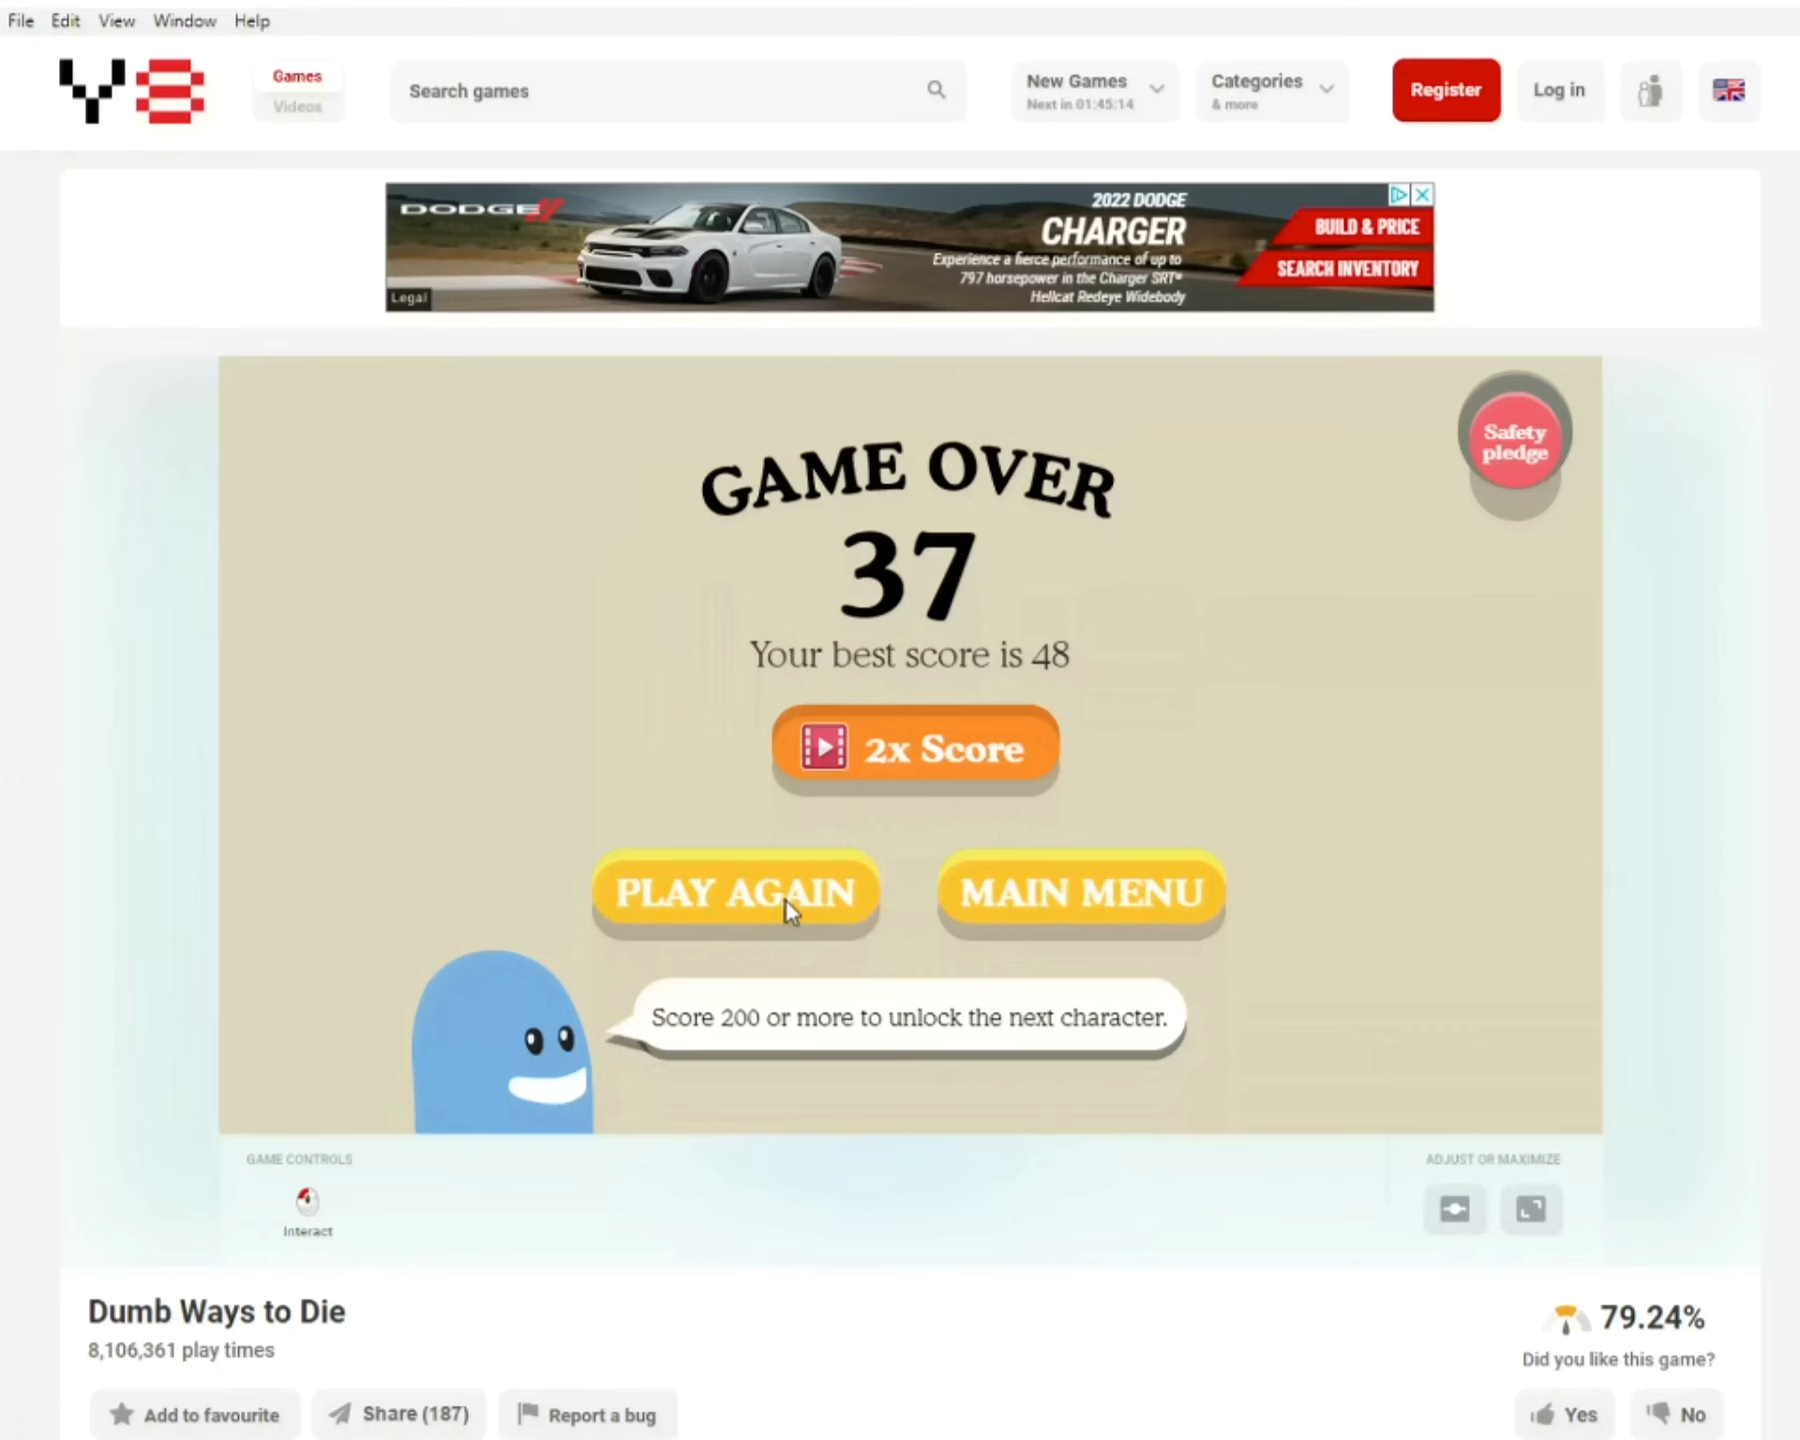 File Edit View Window Help
Y8
Games
Videos
Search games
New Games
Next in 01:45:14
Categories
& more
Register
Log in
DODGE
2022 DODGE
CHARGER
Experience a fierce performance of up to
797 horsepower in the Charger SRT®
Hellcat Redeye Widebody
BUILD & PRICE
SEARCH INVENTORY
Legal
Safety
pledge
GAME OVER
37
Your best score is 48
2x Score
PLAY AGAIN
MAIN MENU
Score 200 or more to unlock the next character.
GAME CONTROLS
Interact
ADJUST OR MAXIMIZE
Dumb Ways to Die
8,106,361 play times
79.24%
Did you like this game?
Add to favourite
Share (187)
Report a bug
Yes
No